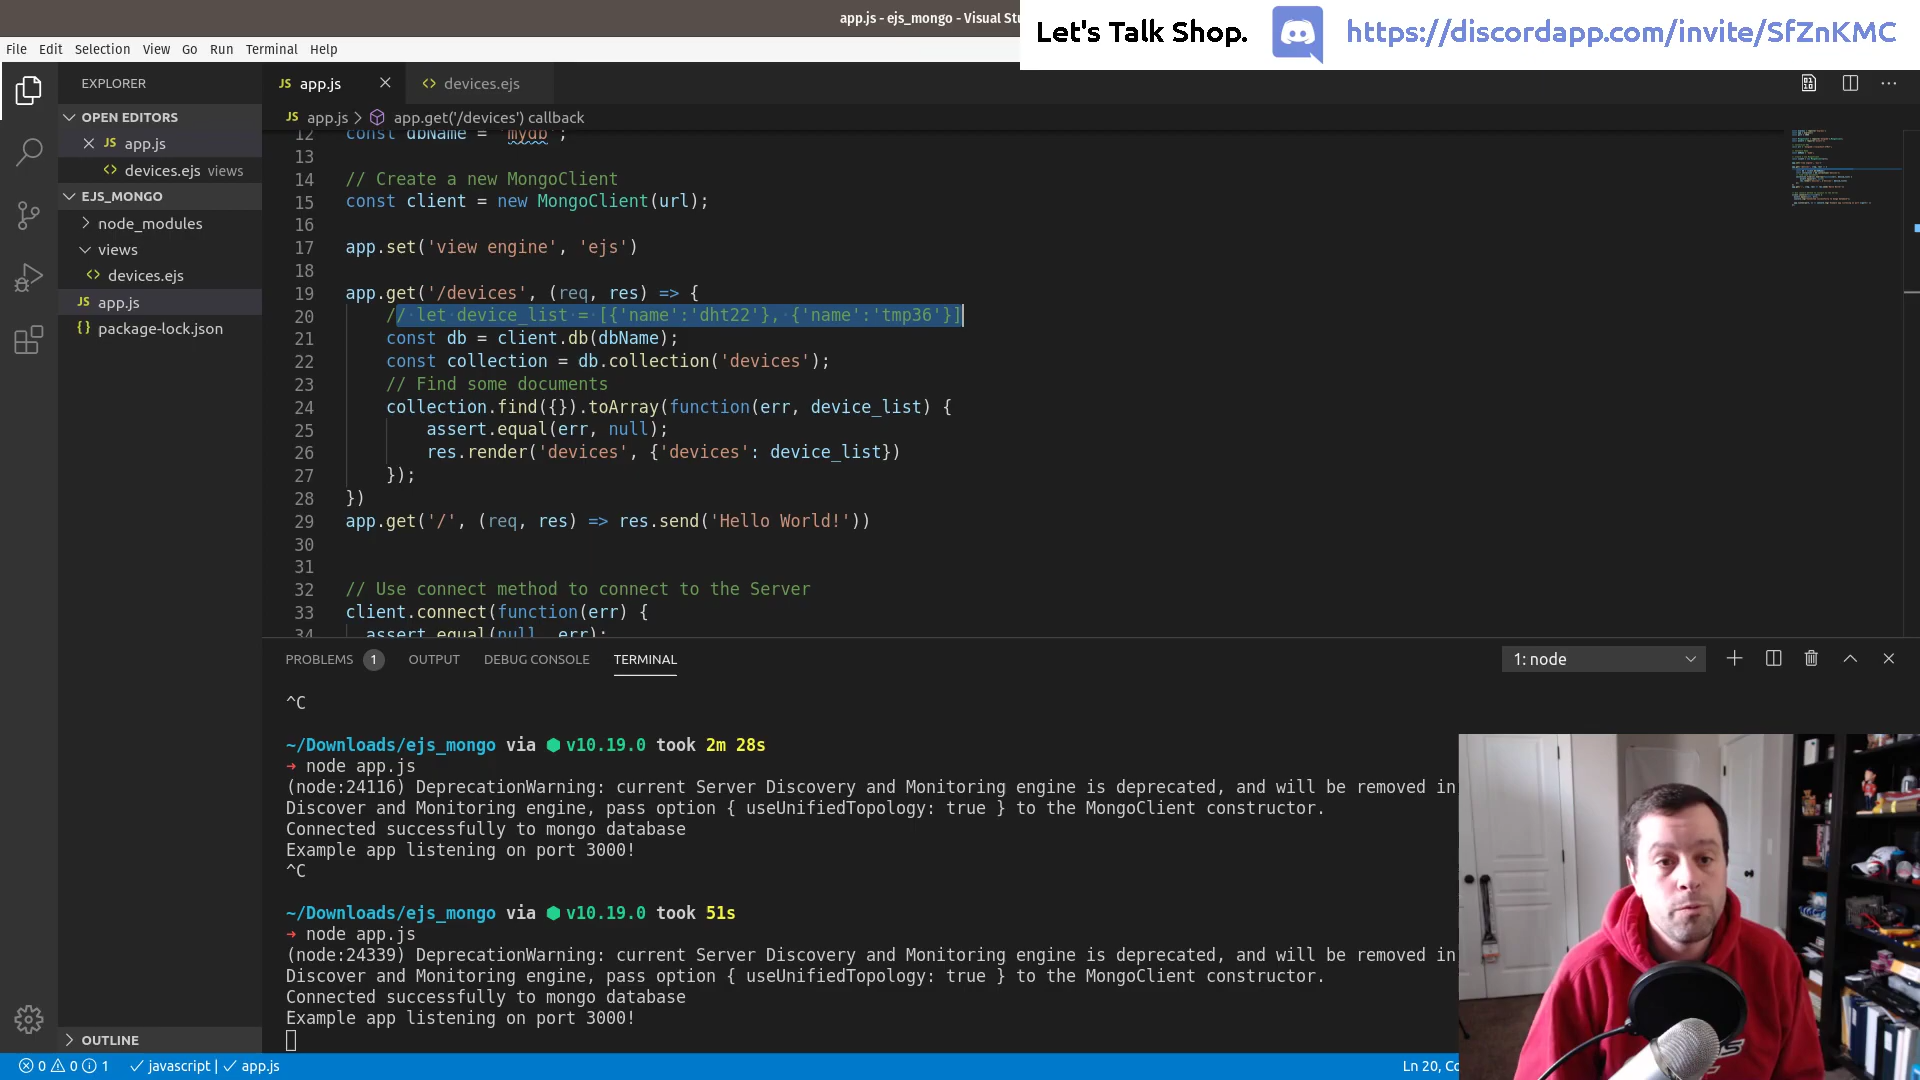 app.js - ejs_mongo - Visual Stu
Let's Talk Shop.
https://discordapp.com/invite/SfZnKMC
File Edit Selection View Go Run Terminal Help
EXPLORER
OPEN EDITORS
JS app.js
<> devices.ejs views
EJS_MONGO
node_modules
views
<> devices.ejs
JS app.js
{} package-lock.json
OUTLINE
JS app.js
<> devices.ejs
JS app.js > app.get('/devices') callback
12 const dbName = 'mydb';
13
14 // Create a new MongoClient
15 const client = new MongoClient(url);
16
17 app.set('view engine', 'ejs')
18
19 app.get('/devices', (req, res) => {
20 // let device_list = [{'name':'dht22'}, {'name':'tmp36'}]
21 const db = client.db(dbName);
22 const collection = db.collection('devices');
23 // Find some documents
24 collection.find({}).toArray(function(err, device_list) {
25 assert.equal(err, null);
26 res.render('devices', {'devices': device_list})
27 });
28 })
29 app.get('/', (req, res) => res.send('Hello World!'))
30
31
32 // Use connect method to connect to the Server
33 client.connect(function(err) {
34 assert.equal(null, err);
PROBLEMS 1 OUTPUT DEBUG CONSOLE TERMINAL
1: node
^C
~/Downloads/ejs_mongo via ⬢ v10.19.0 took 2m 28s
➜ node app.js
(node:24116) DeprecationWarning: current Server Discovery and Monitoring engine is deprecated, and will be removed in
Discover and Monitoring engine, pass option { useUnifiedTopology: true } to the MongoClient constructor.
Connected successfully to mongo database
Example app listening on port 3000!
^C
~/Downloads/ejs_mongo via ⬢ v10.19.0 took 51s
➜ node app.js
(node:24339) DeprecationWarning: current Server Discovery and Monitoring engine is deprecated, and will be removed in
Discover and Monitoring engine, pass option { useUnifiedTopology: true } to the MongoClient constructor.
Connected successfully to mongo database
Example app listening on port 3000!
0 0 1 ✓ javascript | ✓ app.js
Ln 20, Co